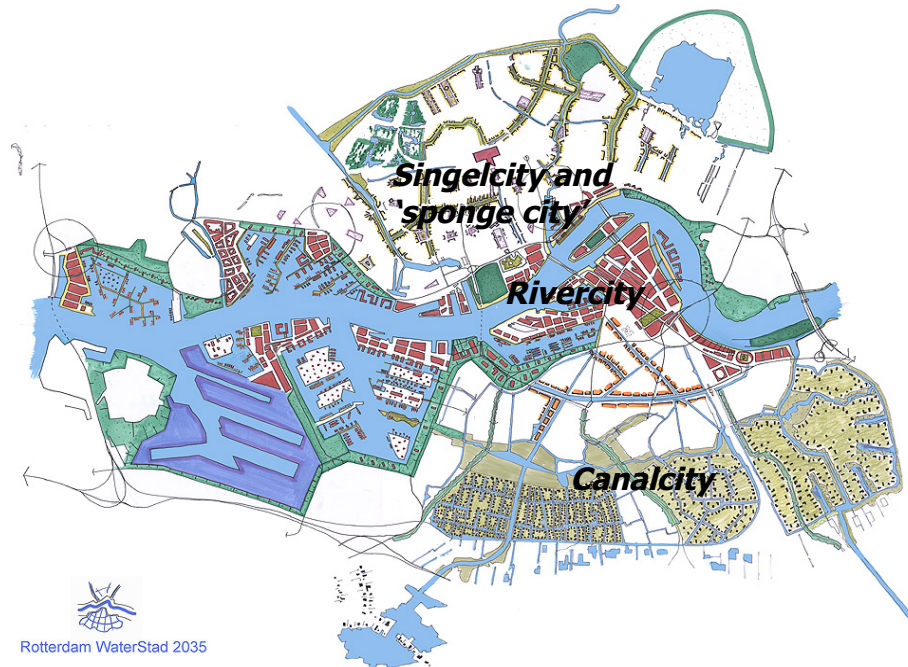 Singelcity and
'sponge city'
Rivercity
Canalcity
Rotterdam WaterStad 2035